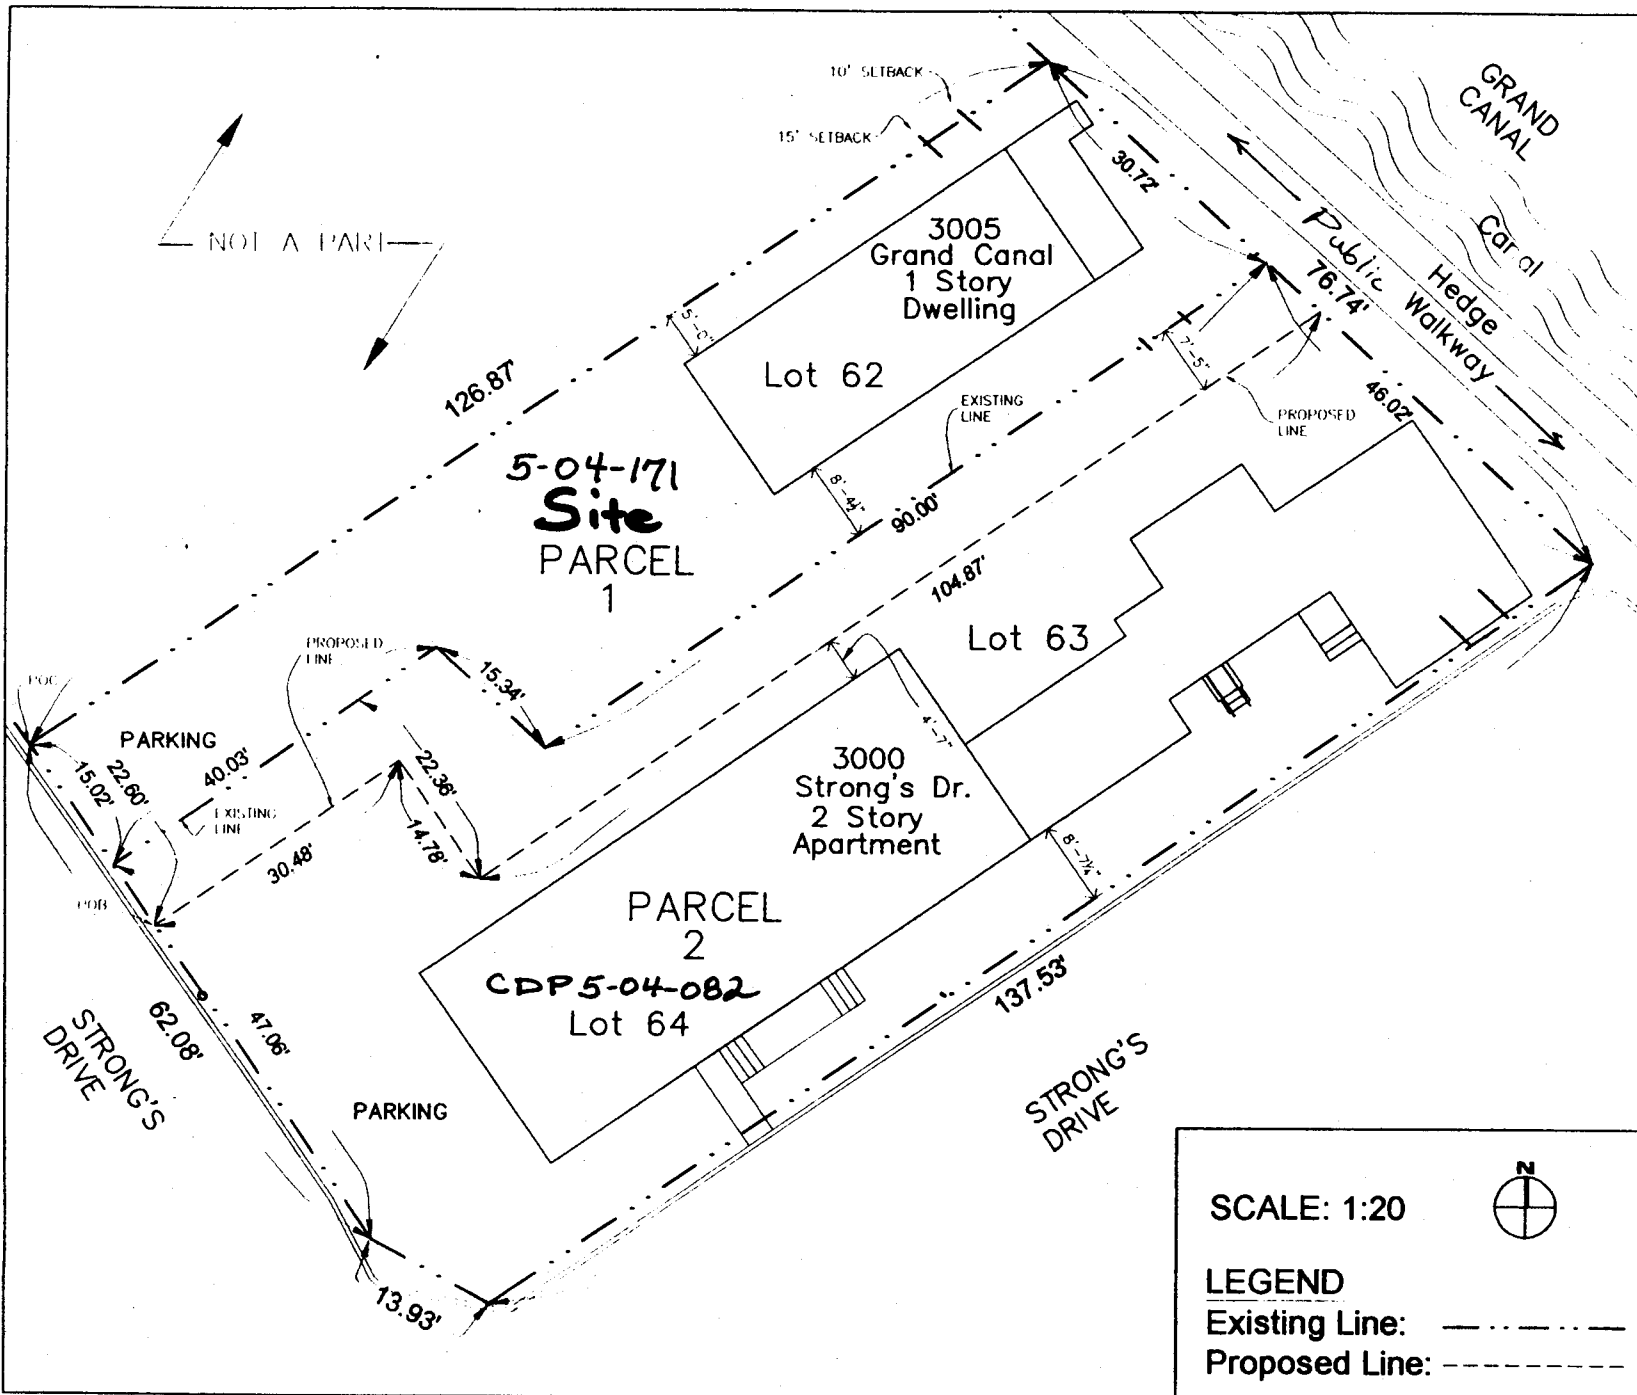 10' SETBACK
15' SETBACK
GRAND
CANAL
Canal
NOT A PART
30.72'
Public
Hedge
Walkway
76.74'
3005
Grand Canal
1 Story
Dwelling
5'-0"
Lot 62
126.87'
EXISTING
LINE
7'-5"
PROPOSED
LINE
46.02'
5-04-171
Site
PARCEL
1
8'-4½"
90.00'
104.87'
Lot 63
PROPOSED
LINE
15.34'
POC
PARKING
4'-7"
15.02'
22.60'
40.03'
22.36'
3000
Strong's Dr.
2 Story
Apartment
EXISTING
LINE
14.78'
30.48'
8'-7¼"
POB
PARCEL
2
CDP 5-04-082
Lot 64
137.53'
STRONG'S
DRIVE
62.08'
47.06'
PARKING
STRONG'S
DRIVE
13.93'
N
SCALE: 1:20
LEGEND
Existing Line:
Proposed Line: